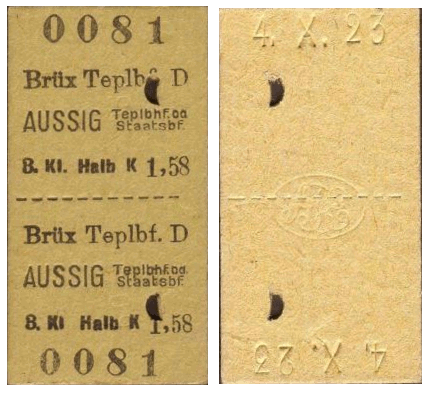 0081
Brüx Teplbf. D
AUSSIG Teplbhf.od Staatsbf.
3. Kl. Halb K 1,58
Brüx Teplbf. D
AUSSIG Teplbhf.od Staatsbf.
3. Kl Halb K 1,58
0081
4. X. 23
4. X. 23